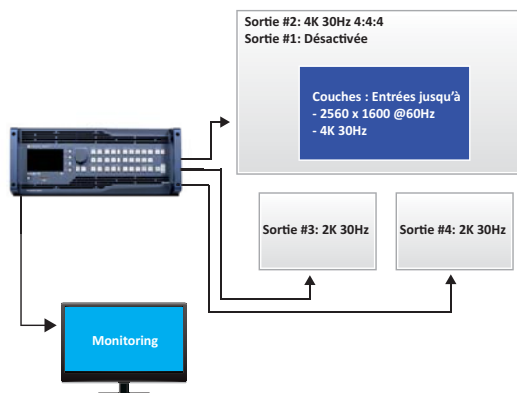 Sortie #2: 4K 30Hz 4:4:4
Sortie #1: Désactivée
Couches : Entrées jusqu'à
- 2560 x 1600 @60Hz
- 4K 30Hz
Sortie #3: 2K 30Hz
Sortie #4: 2K 30Hz
Monitoring